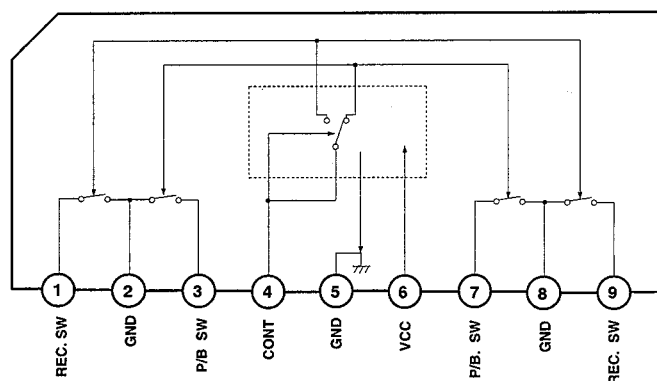 1 2 3 4 5 6 7 8 9
REC. SW
GND
P/B SW
CONT
GND
VCC
P/B. SW
GND
REC. SW